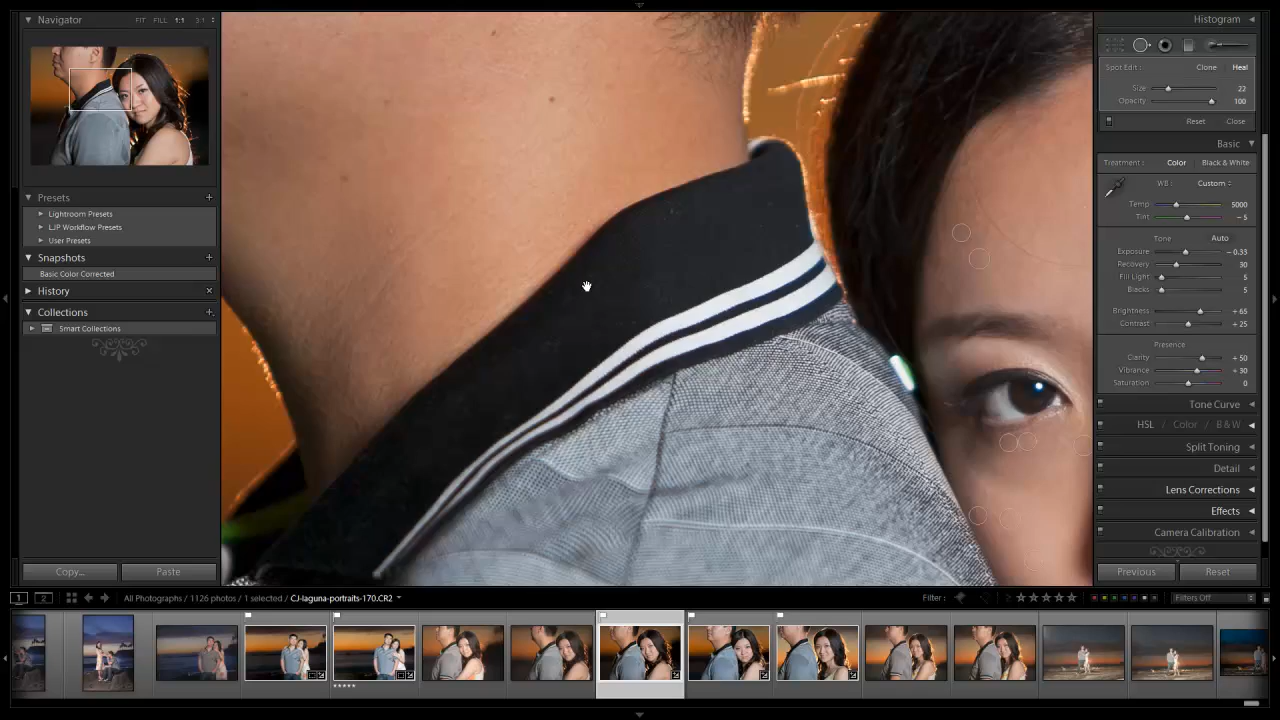 Navigator
FIT FILL 1:1 3:1
Presets
Lightroom Presets
LJP Workflow Presets
User Presets
Snapshots
Basic Color Corrected
History
Collections
Smart Collections
Copy... Paste
Histogram
Spot Edit : Clone Heal
Size 22
Opacity 100
Reset Close
Basic
Treatment : Color Black & White
WB : Custom
Temp 5000
Tint - 5
Tone Auto
Exposure - 0.35
Recovery 30
Fill Light 5
Blacks 5
Brightness + 65
Contrast + 25
Presence
Clarity + 50
Vibrance + 30
Saturation 0
Tone Curve
HSL / Color / B & W
Split Toning
Detail
Lens Corrections
Effects
Camera Calibration
Previous Reset
1 2 All Photographs / 1126 photos / 1 selected / CJ-laguna-portraits-170.CR2 Filter : Filters Off